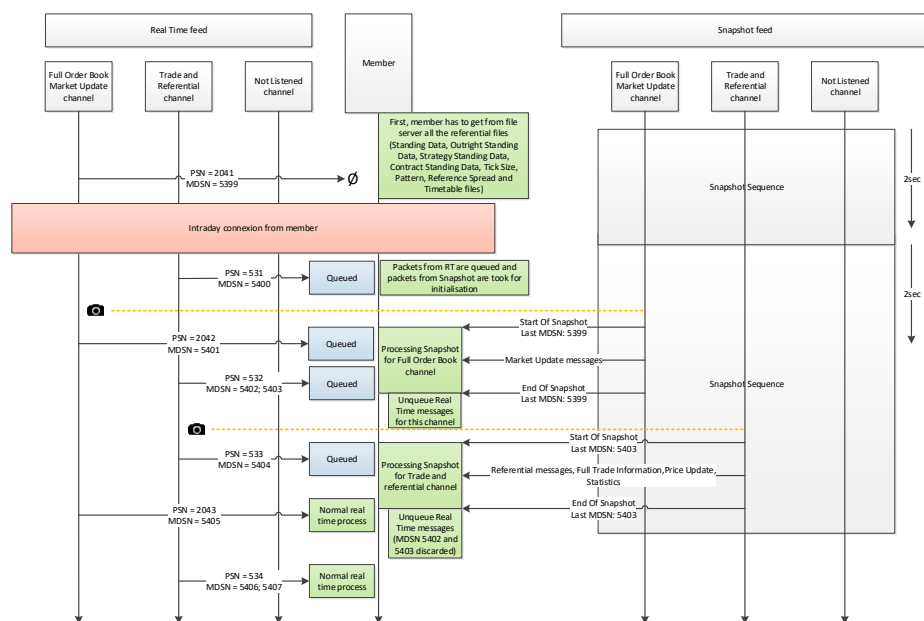 Real Time feed
Member
Snapshot feed
Full Order Book
Market Update
channel
Trade and
Referential
channel
Not Listened
channel
Full Order Book
Market Update
channel
Trade and
Referential
channel
Not Listened
channel
First, member has to get from file
server all the referential files
(Standing Data, Outright Standing
Data, Strategy Standing Data,
Contract Standing Data, Tick Size,
Pattern, Reference Spread and
Timetable files)
PSN = 2041
MDSN = 5399
Ø
Snapshot Sequence
2sec
Intraday connexion from member
PSN = 531
MDSN = 5400
Queued
Packets from RT are queued and
packets from Snapshot are took for
initialisation
2sec
Start Of Snapshot
Last MDSN: 5399
PSN = 2042
MDSN = 5401
Queued
Processing Snapshot
for Full Order Book
channel
Market Update messages
PSN = 532
MDSN = 5402; 5403
Queued
Snapshot Sequence
End Of Snapshot
Last MDSN: 5399
Unqueue Real
Time messages
for this channel
Start Of Snapshot
Last MDSN: 5403
PSN = 533
MDSN = 5404
Queued
Processing Snapshot
for Trade and
referential channel
Referential messages, Full Trade Information,Price Update,
Statistics
End Of Snapshot
Last MDSN: 5403
PSN = 2043
MDSN = 5405
Normal real
time process
Unqueue Real
Time messages
(MDSN 5402 and
5403 discarded)
PSN = 534
MDSN = 5406; 5407
Normal real
time process